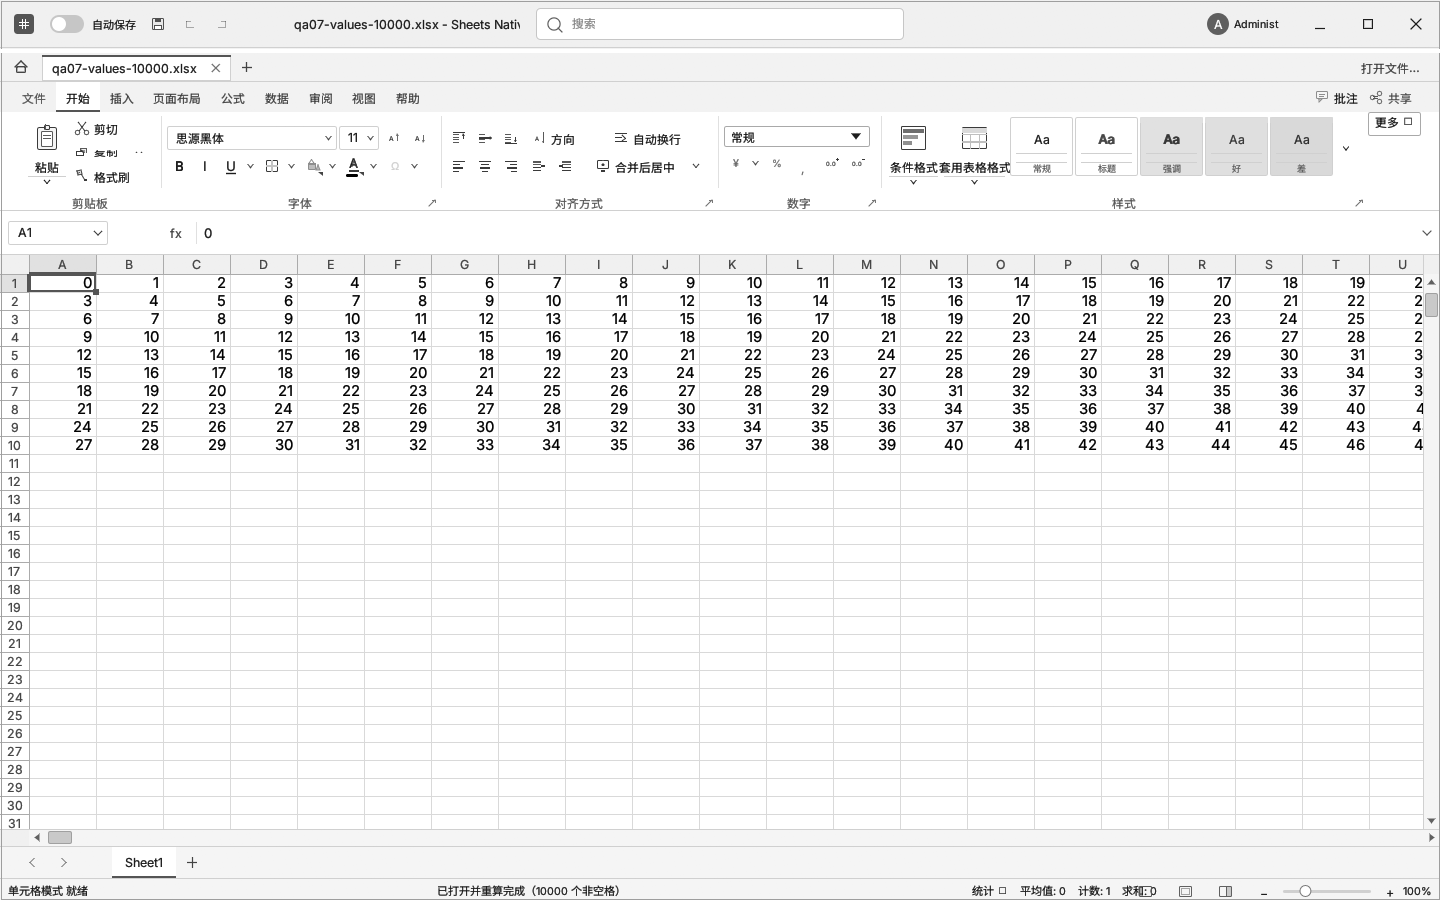 自动保存 qa07-values-10000.xlsx - Sheets Nativ 搜索 A Administ
qa07-values-10000.xlsx 打开文件...
文件 开始 插入 页面布局 公式 数据 审阅 视图 帮助 批注 共享
粘贴 剪切 复制 格式刷 剪贴板
思源黑体 11 B I U A 字体
方向 自动换行 合并后居中 对齐方式
常规 ¥ % , 数字
条件格式 套用表格格式 Aa 常规 Aa 标题 Aa 强调 Aa 好 Aa 差 样式 更多
A1 fx 0
A B C D E F G H I J K L M N O P Q R S T U
1 0 1 2 3 4 5 6 7 8 9 10 11 12 13 14 15 16 17 18 19 2
2 3 4 5 6 7 8 9 10 11 12 13 14 15 16 17 18 19 20 21 22 2
3 6 7 8 9 10 11 12 13 14 15 16 17 18 19 20 21 22 23 24 25 2
4 9 10 11 12 13 14 15 16 17 18 19 20 21 22 23 24 25 26 27 28 2
5 12 13 14 15 16 17 18 19 20 21 22 23 24 25 26 27 28 29 30 31 3
6 15 16 17 18 19 20 21 22 23 24 25 26 27 28 29 30 31 32 33 34 3
7 18 19 20 21 22 23 24 25 26 27 28 29 30 31 32 33 34 35 36 37 3
8 21 22 23 24 25 26 27 28 29 30 31 32 33 34 35 36 37 38 39 40 4
9 24 25 26 27 28 29 30 31 32 33 34 35 36 37 38 39 40 41 42 43 4
10 27 28 29 30 31 32 33 34 35 36 37 38 39 40 41 42 43 44 45 46 4
11
12
13
14
15
16
17
18
19
20
21
22
23
24
25
26
27
28
29
30
31
Sheet1
单元格模式 就绪 已打开并重算完成（10000 个非空格） 统计 平均值: 0 计数: 1 求和: 0 100%